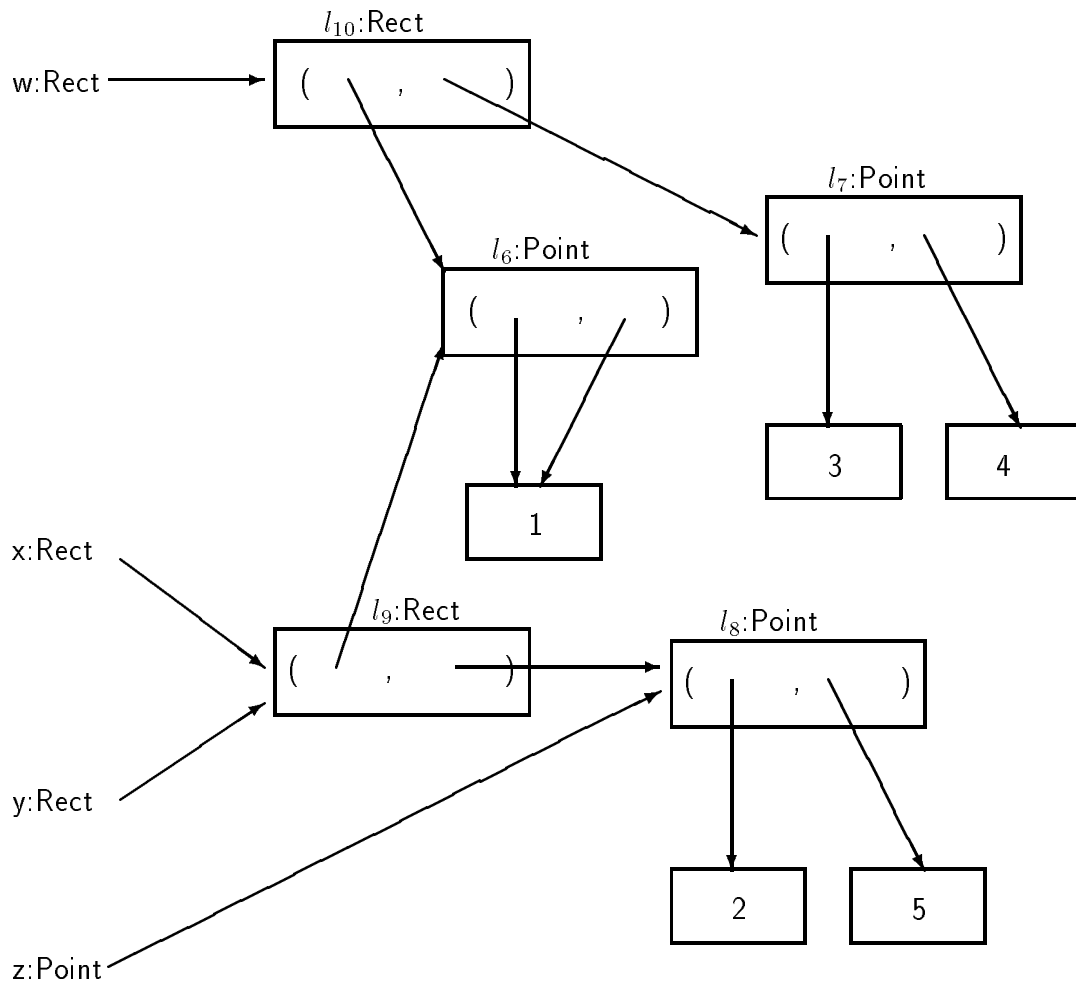 l10:Rect
w:Rect
( , )
l7:Point
( , )
l6:Point
( , )
3
4
1
x:Rect
l9:Rect
( , )
l8:Point
( , )
y:Rect
2
5
z:Point